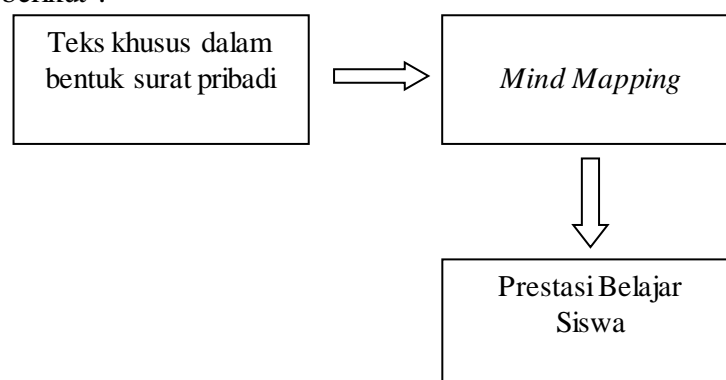 berikut :
Teks khusus dalam
bentuk surat pribadi
Mind Mapping
Prestasi Belajar
Siswa